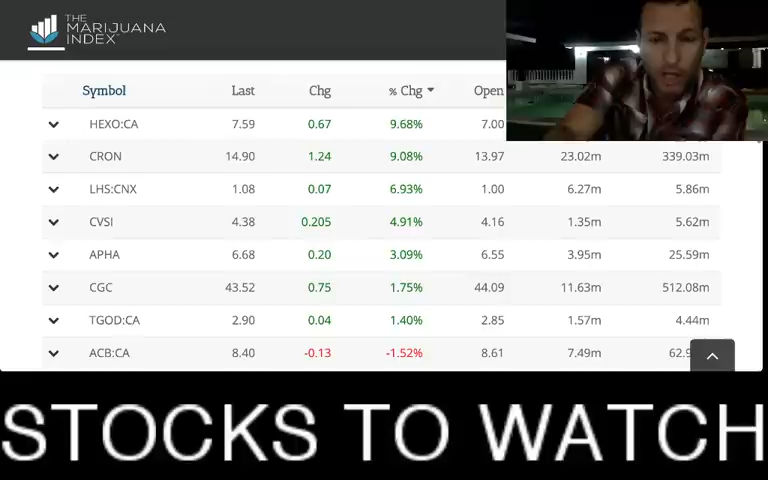 THE
MARIJUANA
INDEX
Symbol Last Chg % Chg Open
HEXO:CA 7.59 0.67 9.68% 7.00
CRON 14.90 1.24 9.08% 13.97 23.02m 339.03m
LHS:CNX 1.08 0.07 6.93% 1.00 6.27m 5.86m
CVSI 4.38 0.205 4.91% 4.16 1.35m 5.62m
APHA 6.68 0.20 3.09% 6.55 3.95m 25.59m
CGC 43.52 0.75 1.75% 44.09 11.63m 512.08m
TGOD:CA 2.90 0.04 1.40% 2.85 1.57m 4.44m
ACB:CA 8.40 -0.13 -1.52% 8.61 7.49m
STOCKS TO WATCH